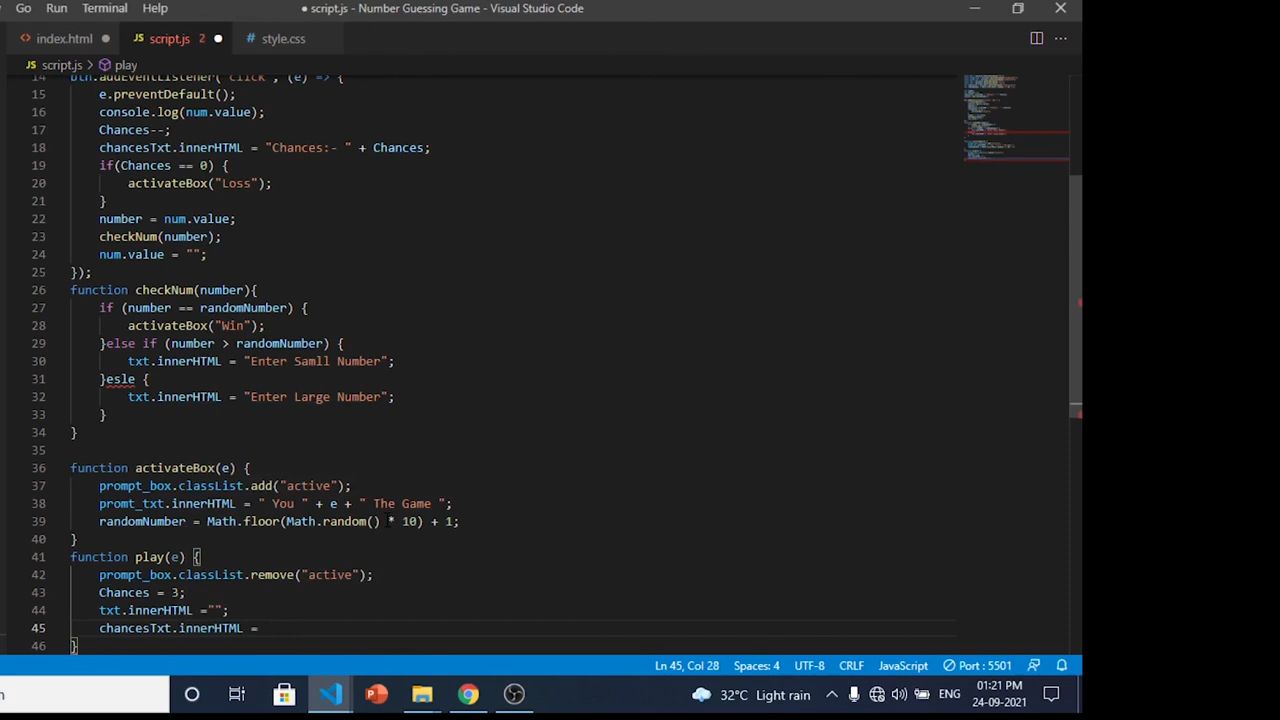 Go Run Terminal Help ● script.js - Number Guessing Game - Visual Studio Code
index.html script.js 2 style.css
script.js > play
14 btn.addEventListener("click", (e) => {
15 e.preventDefault();
16 console.log(num.value);
17 Chances--;
18 chancesTxt.innerHTML = "Chances:- " + Chances;
19 if(Chances == 0) {
20 activateBox("Loss");
21 }
22 number = num.value;
23 checkNum(number);
24 num.value = "";
25 });
26 function checkNum(number){
27 if (number == randomNumber) {
28 activateBox("Win");
29 }else if (number > randomNumber) {
30 txt.innerHTML = "Enter Samll Number";
31 }esle {
32 txt.innerHTML = "Enter Large Number";
33 }
34 }
35
36 function activateBox(e) {
37 prompt_box.classList.add("active");
38 promt_txt.innerHTML = " You " + e + " The Game ";
39 randomNumber = Math.floor(Math.random() * 10) + 1;
40 }
41 function play(e) {
42 prompt_box.classList.remove("active");
43 Chances = 3;
44 txt.innerHTML ="";
45 chancesTxt.innerHTML =
46 }
Ln 45, Col 28 Spaces: 4 UTF-8 CRLF JavaScript Port : 5501
32°C Light rain ENG 01:21 PM
24-09-2021